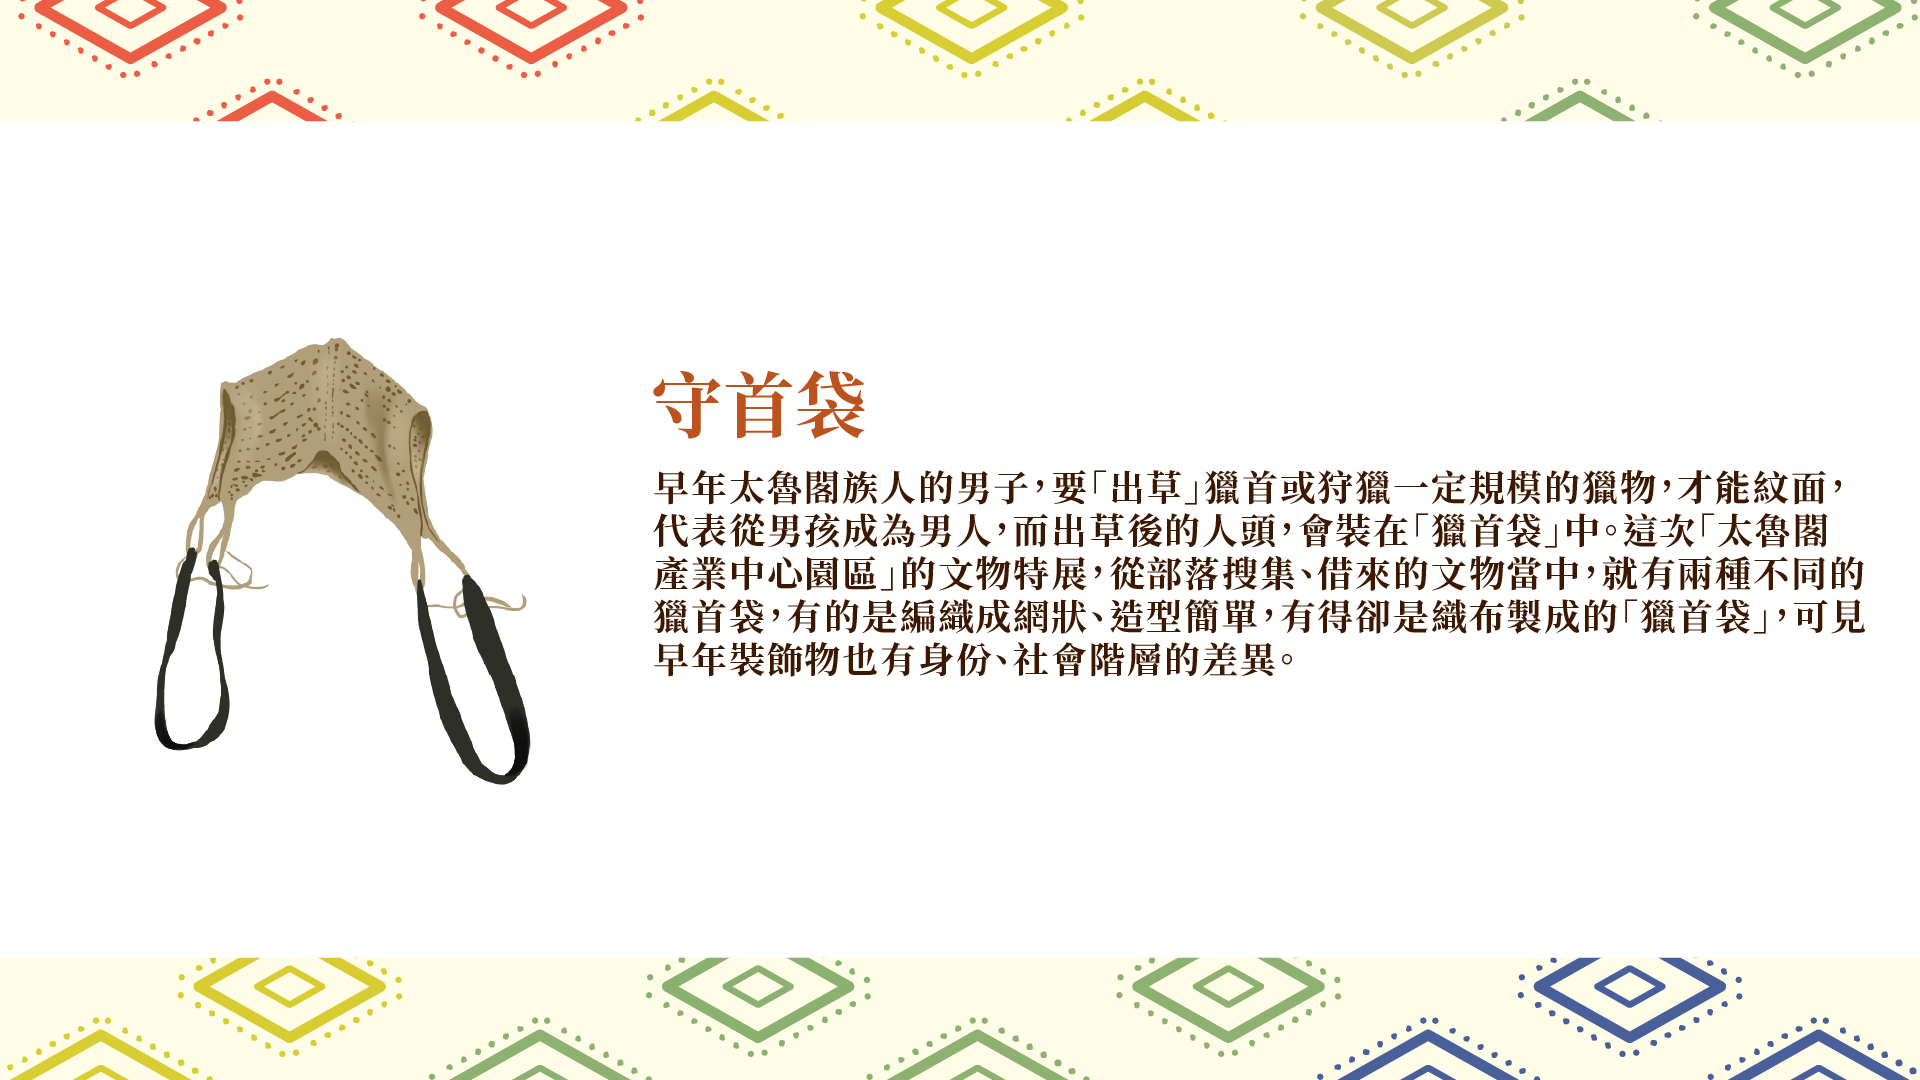 守首袋
早年太魯閣族人的男子，要「出草」獵首或狩獵一定規模的獵物，才能紋面，
代表從男孩成為男人，而出草後的人頭，會裝在「獵首袋」中。這次「太魯閣
產業中心園區」的文物特展，從部落搜集、借來的文物當中，就有兩種不同的
獵首袋，有的是編織成網狀、造型簡單，有得卻是織布製成的「獵首袋」，可見
早年裝飾物也有身份、社會階層的差異。